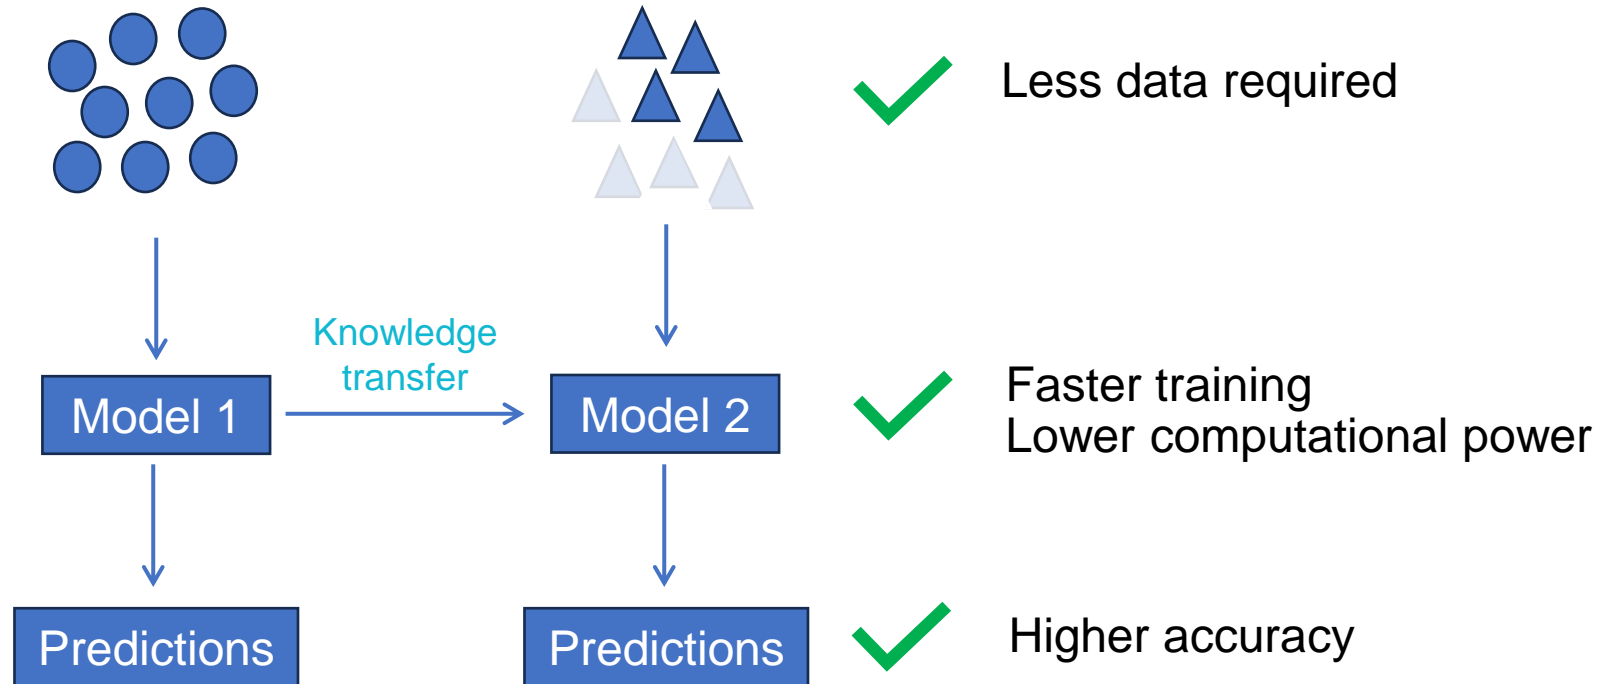 Less data required
Knowledge
transfer
Model 1
Model 2
Faster training
Lower computational power
Predictions
Predictions
Higher accuracy